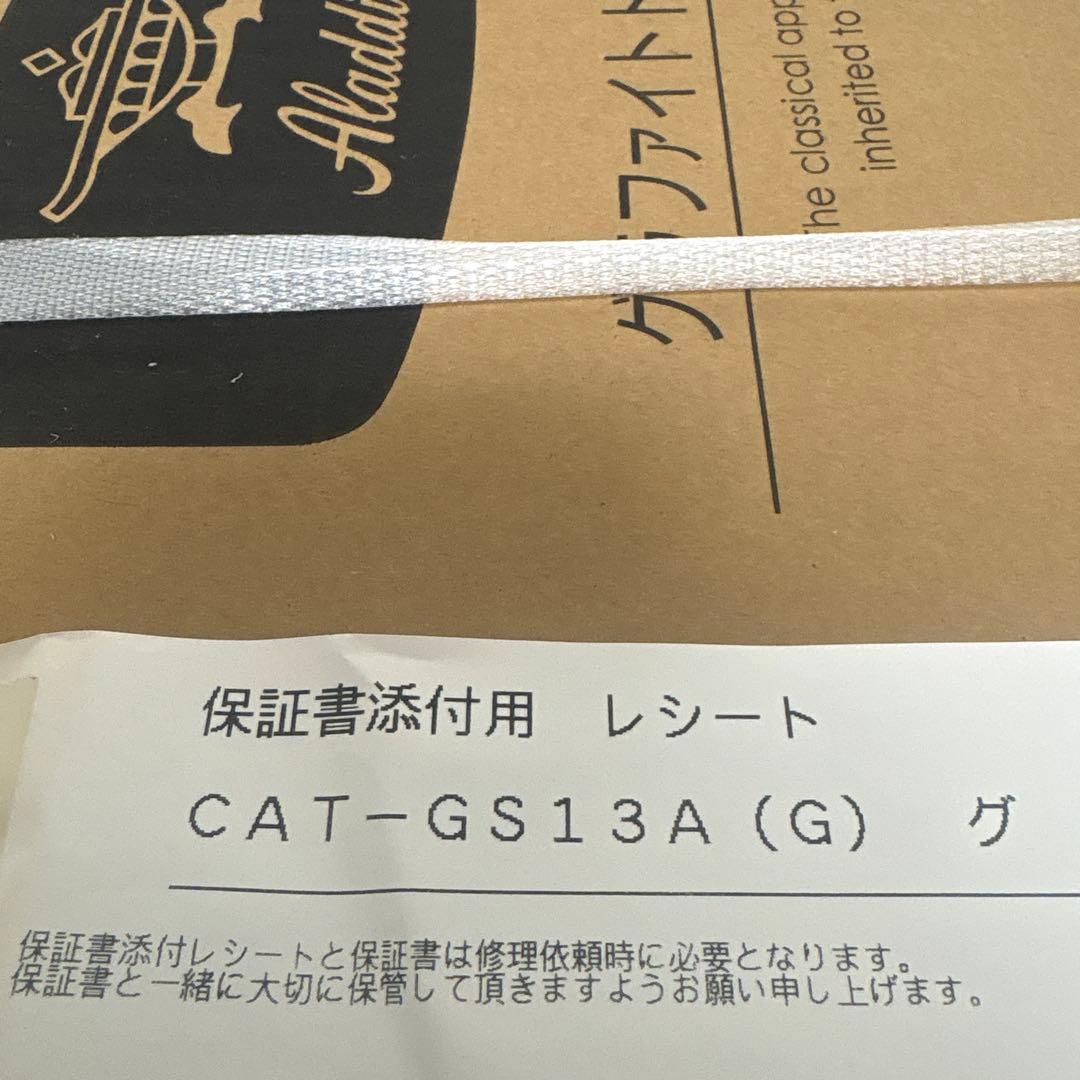 Aladdi
グラファイト
The classical app
inherited to
保証書添付用　レシート
CAT－GS13A（G）　グ
保証書添付レシートと保証書は修理依頼時に必要となります。
保証書と一緒に大切に保管して頂きますようお願い申し上げます。